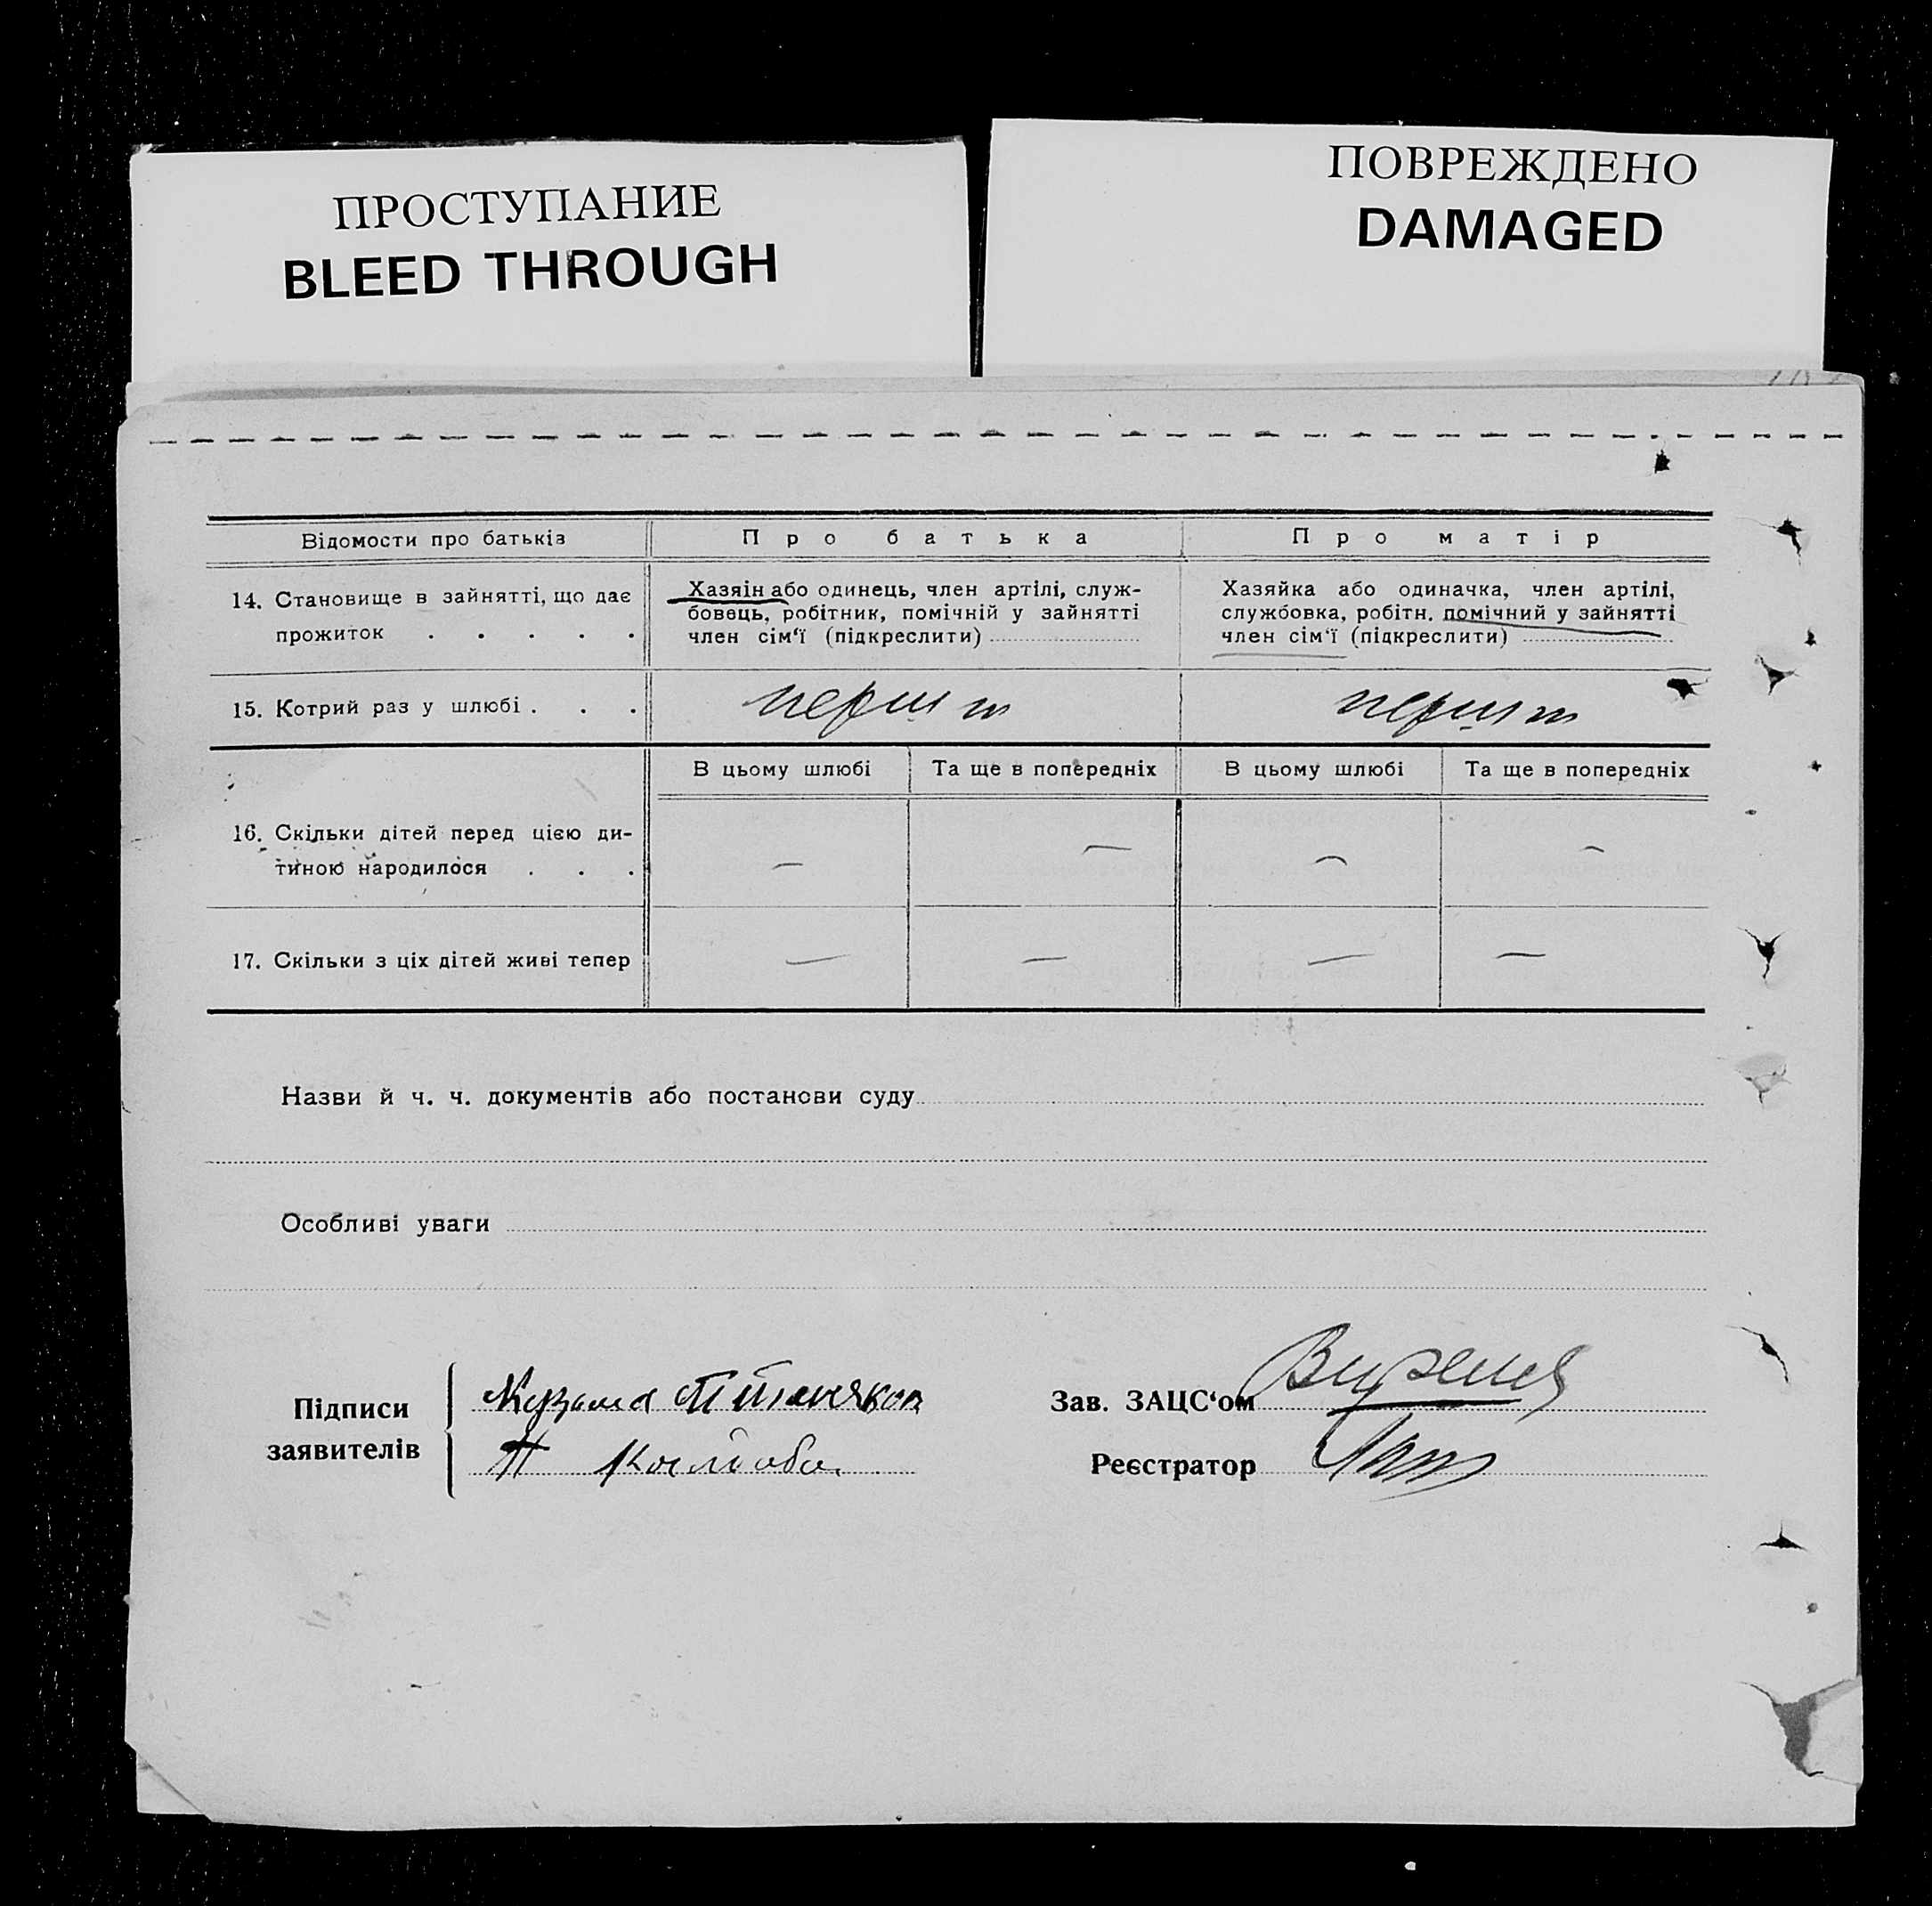 ПРОСТУПАНИЕ
BLEED THROUGH
ПОВРЕЖДЕНО
DAMAGED
Відомости про батьків
Про батька
Про матір
14. Становище в зайнятті, що дає
прожиток . . . . .
Хазяін або одинець, член артілі, служ-
бовець, робітник, помічній у зайнятті
член сім‘ї (підкреслити)
Хазяйка або одиначка, член артілі,
службовка, робітн. помічний у зайнятті
член сім‘ї (підкреслити)
15. Котрий раз у шлюбі . . .
перший
перший
В цьому шлюбі
Та ще в попередніх
В цьому шлюбі
Та ще в попередніх
16. Скільки дітей перед цією ди-
тиною народилося . . .
— — — —
17. Скільки з ціх дітей живі тепер
— — — —
Назви й ч. ч. документів або постанови суду
Особливі уваги
Підписи
заявителів
Зав. ЗАЦС‘ом
Реєстратор